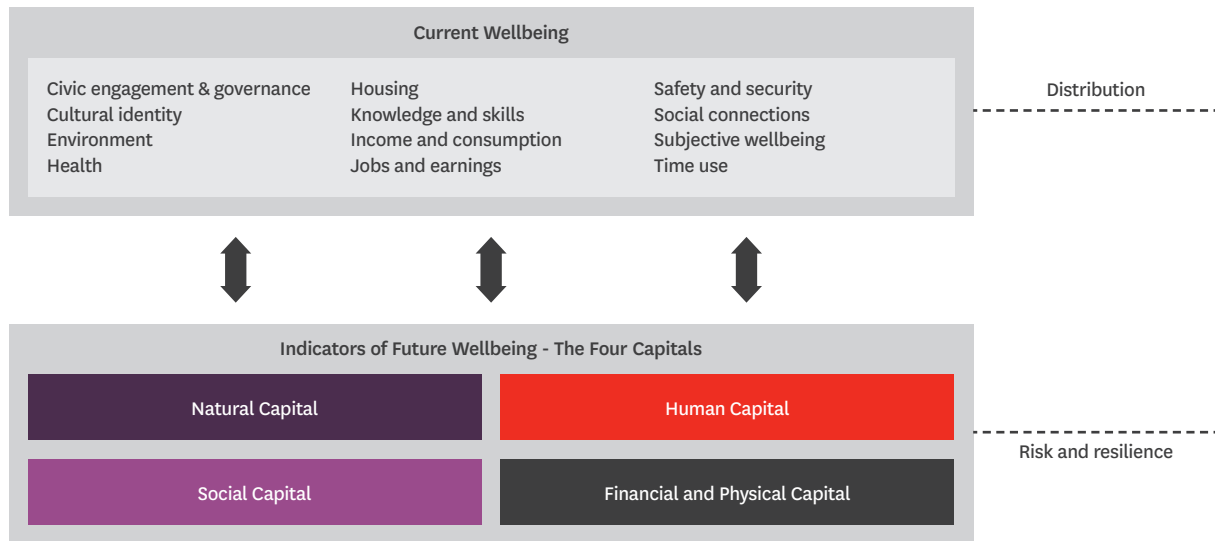 Current Wellbeing
Civic engagement & governance
Cultural identity
Environment
Health
Housing
Knowledge and skills
Income and consumption
Jobs and earnings
Safety and security
Social connections
Subjective wellbeing
Time use
Distribution
Indicators of Future Wellbeing - The Four Capitals
Natural Capital
Human Capital
Social Capital
Financial and Physical Capital
Risk and resilience